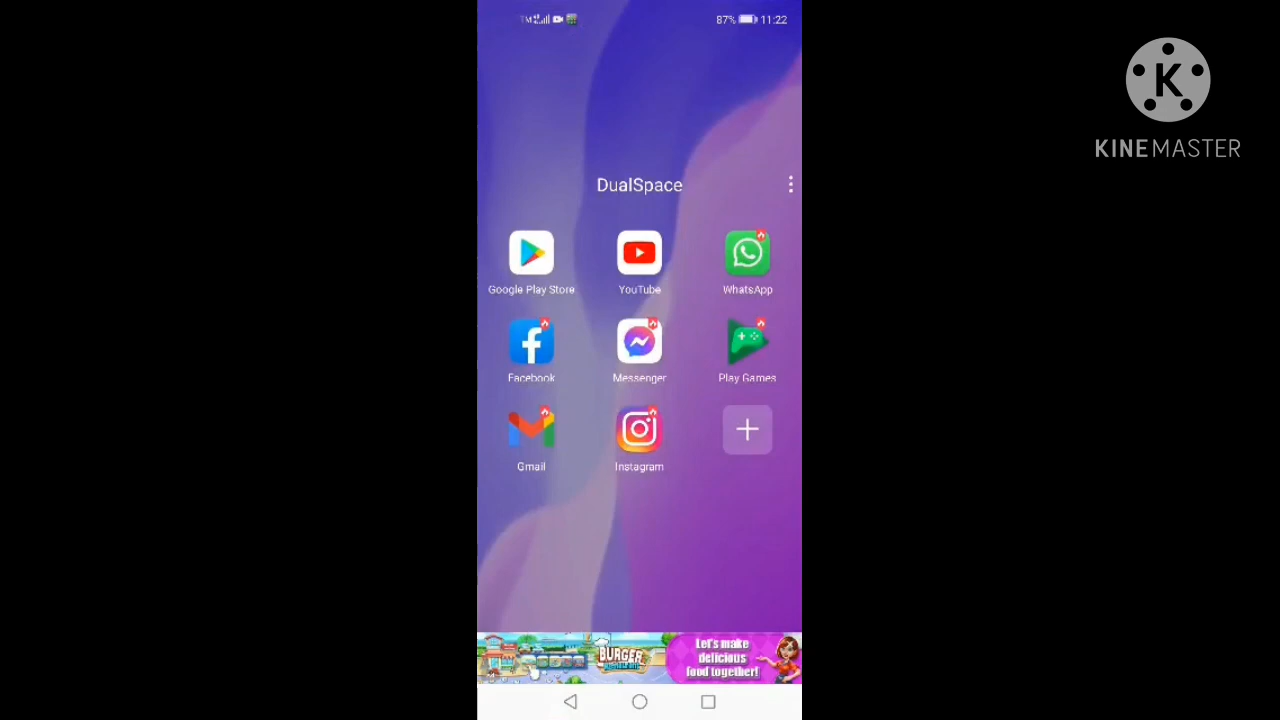 TM
87% 11:22
K
KINEMASTER
DualSpace
Google Play Store
YouTube
WhatsApp
Facebook
Messenger
Play Games
Gmail
Instagram
BURGER
Let's make
delicious
food together!